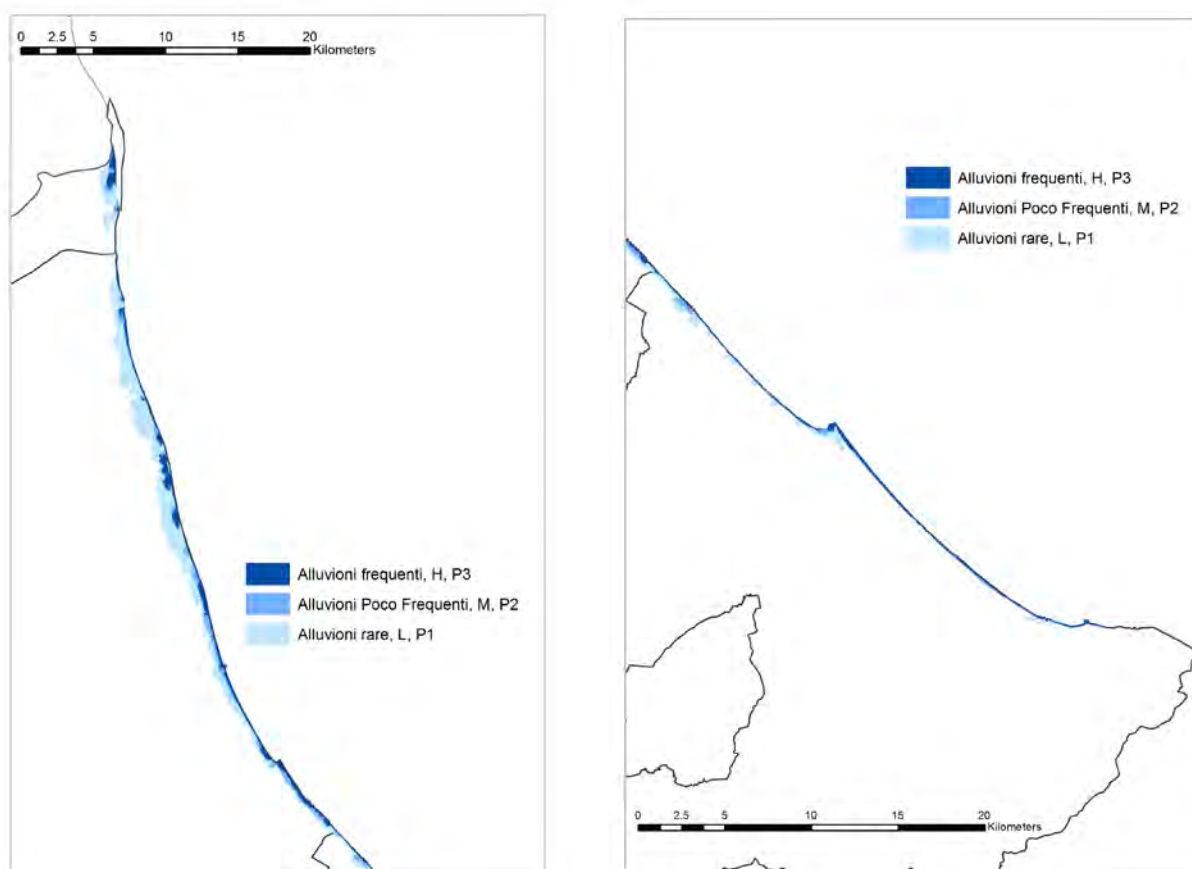 0 2.5 5 10 15 20
Kilometers
Alluvioni frequenti, H, P3
Alluvioni Poco Frequenti, M, P2
Alluvioni rare, L, P1
Alluvioni frequenti, H, P3
Alluvioni Poco Frequenti, M, P2
Alluvioni rare, L, P1
0 2.5 5 10 15 20
Kilometers